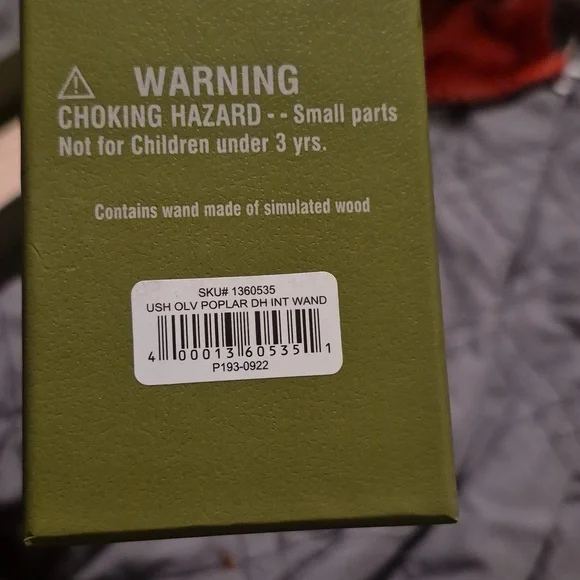 WARNING
CHOKING HAZARD -- Small parts
Not for Children under 3 yrs.
Contains wand made of simulated wood
SKU# 1360535
USH OLV POPLAR DH INT WAND
4 00013 60535 1
P193-0922